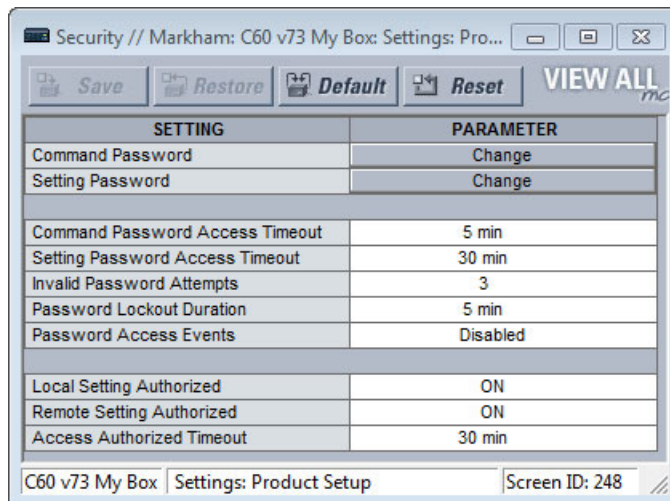 Security // Markham: C60 v73 My Box: Settings: Pro...
Save Restore Default Reset VIEW ALL mc
SETTING PARAMETER
Command Password Change
Setting Password Change
Command Password Access Timeout 5 min
Setting Password Access Timeout 30 min
Invalid Password Attempts 3
Password Lockout Duration 5 min
Password Access Events Disabled
Local Setting Authorized ON
Remote Setting Authorized ON
Access Authorized Timeout 30 min
C60 v73 My Box Settings: Product Setup Screen ID: 248